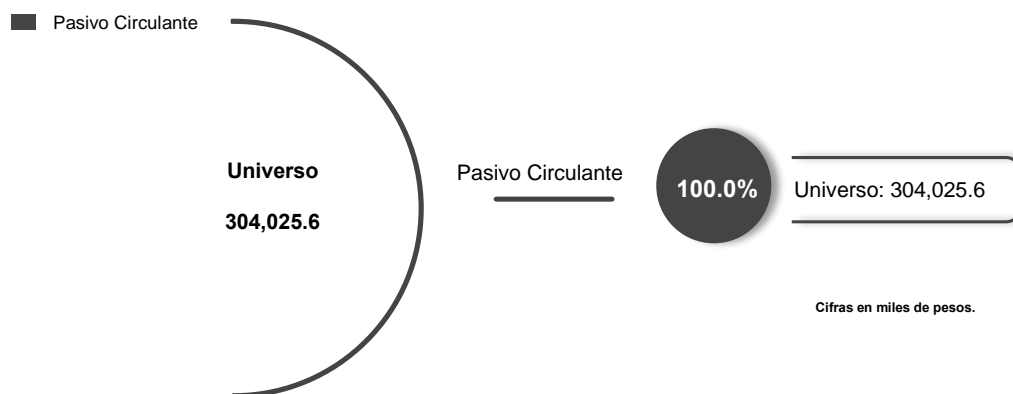 Pasivo Circulante
Universo
304,025.6
Pasivo Circulante
100.0%
Universo: 304,025.6
Cifras en miles de pesos.